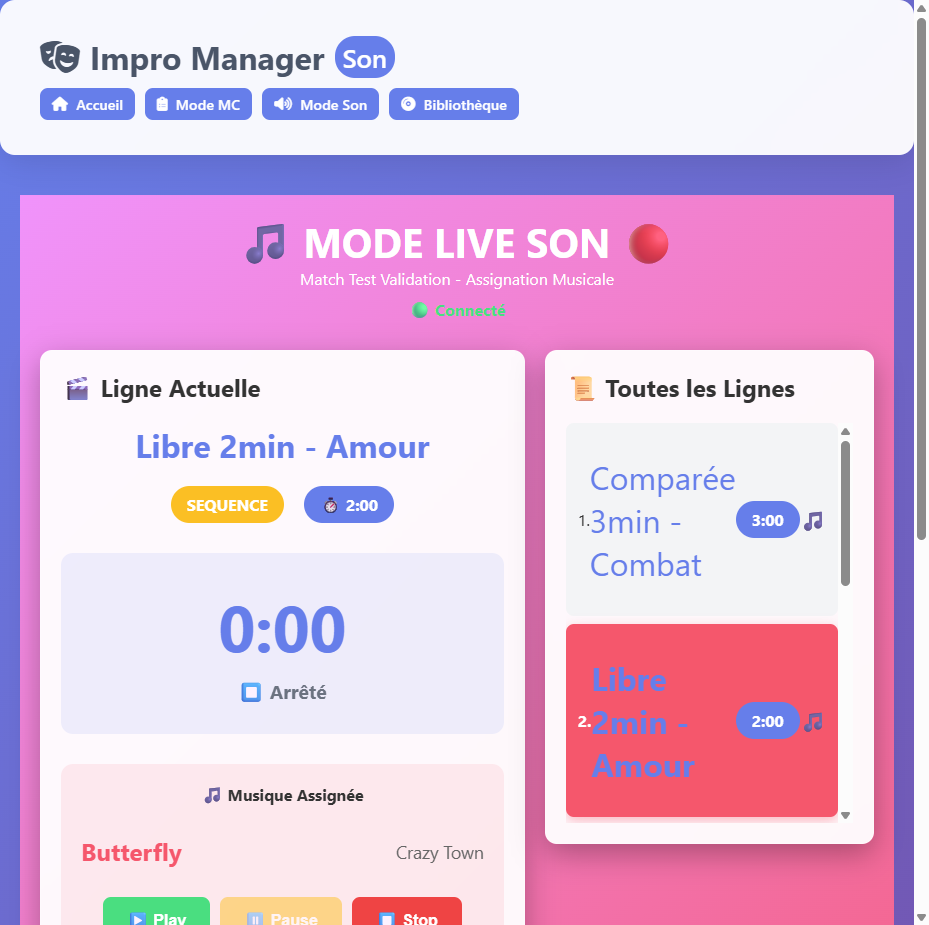 Impro Manager Son
Accueil Mode MC Mode Son Bibliothèque
MODE LIVE SON
Match Test Validation - Assignation Musicale
Connecté
Ligne Actuelle
Libre 2min - Amour
SEQUENCE 2:00
0:00
Arrêté
Musique Assignée
Butterfly Crazy Town
Play Pause Stop
Toutes les Lignes
1. Comparée
3min -
Combat
3:00
2. Libre
2min -
Amour
2:00